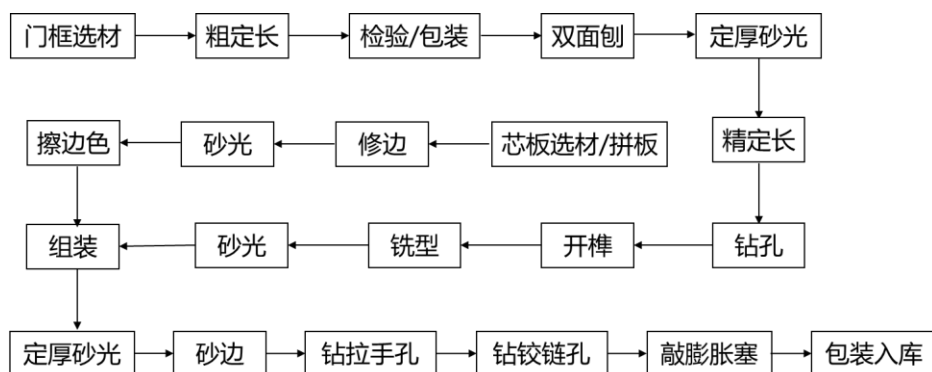 门框选材
粗定长
检验/包装
双面刨
定厚砂光
擦边色
砂光
修边
芯板选材/拼板
精定长
组装
砂光
铣型
开榫
钻孔
定厚砂光
砂边
钻拉手孔
钻铰链孔
敲膨胀塞
包装入库